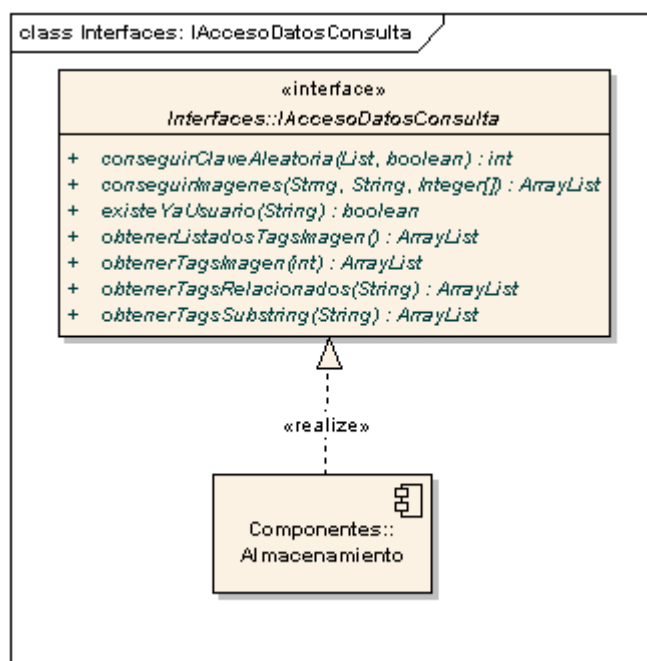 class Interfaces: IAccesoDatosConsulta
«interface»
Interfaces::IAccesoDatosConsulta
+ conseguirClaveAleatoria(List, boolean) : int
+ conseguirImagenes(String, String, Integer[]) : ArrayList
+ existeYaUsuario(String) : boolean
+ obtenerListadosTagsImagen() : ArrayList
+ obtenerTagsImagen(int) : ArrayList
+ obtenerTagsRelacionados(String) : ArrayList
+ obtenerTagsSubstring(String) : ArrayList
«realize»
Componentes::
Almacenamiento